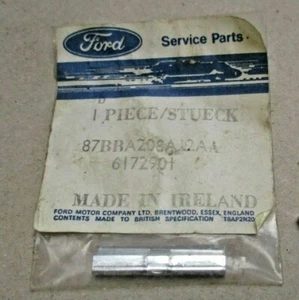 Ford
Service Parts
1 PIECE/STUECK
6172901
MADE IN IRELAND
FORD MOTOR COMPANY LTD, BRENTWOOD, ESSEX, ENGLAND
CONTENTS MADE TO BRITISH SPECIFICATION